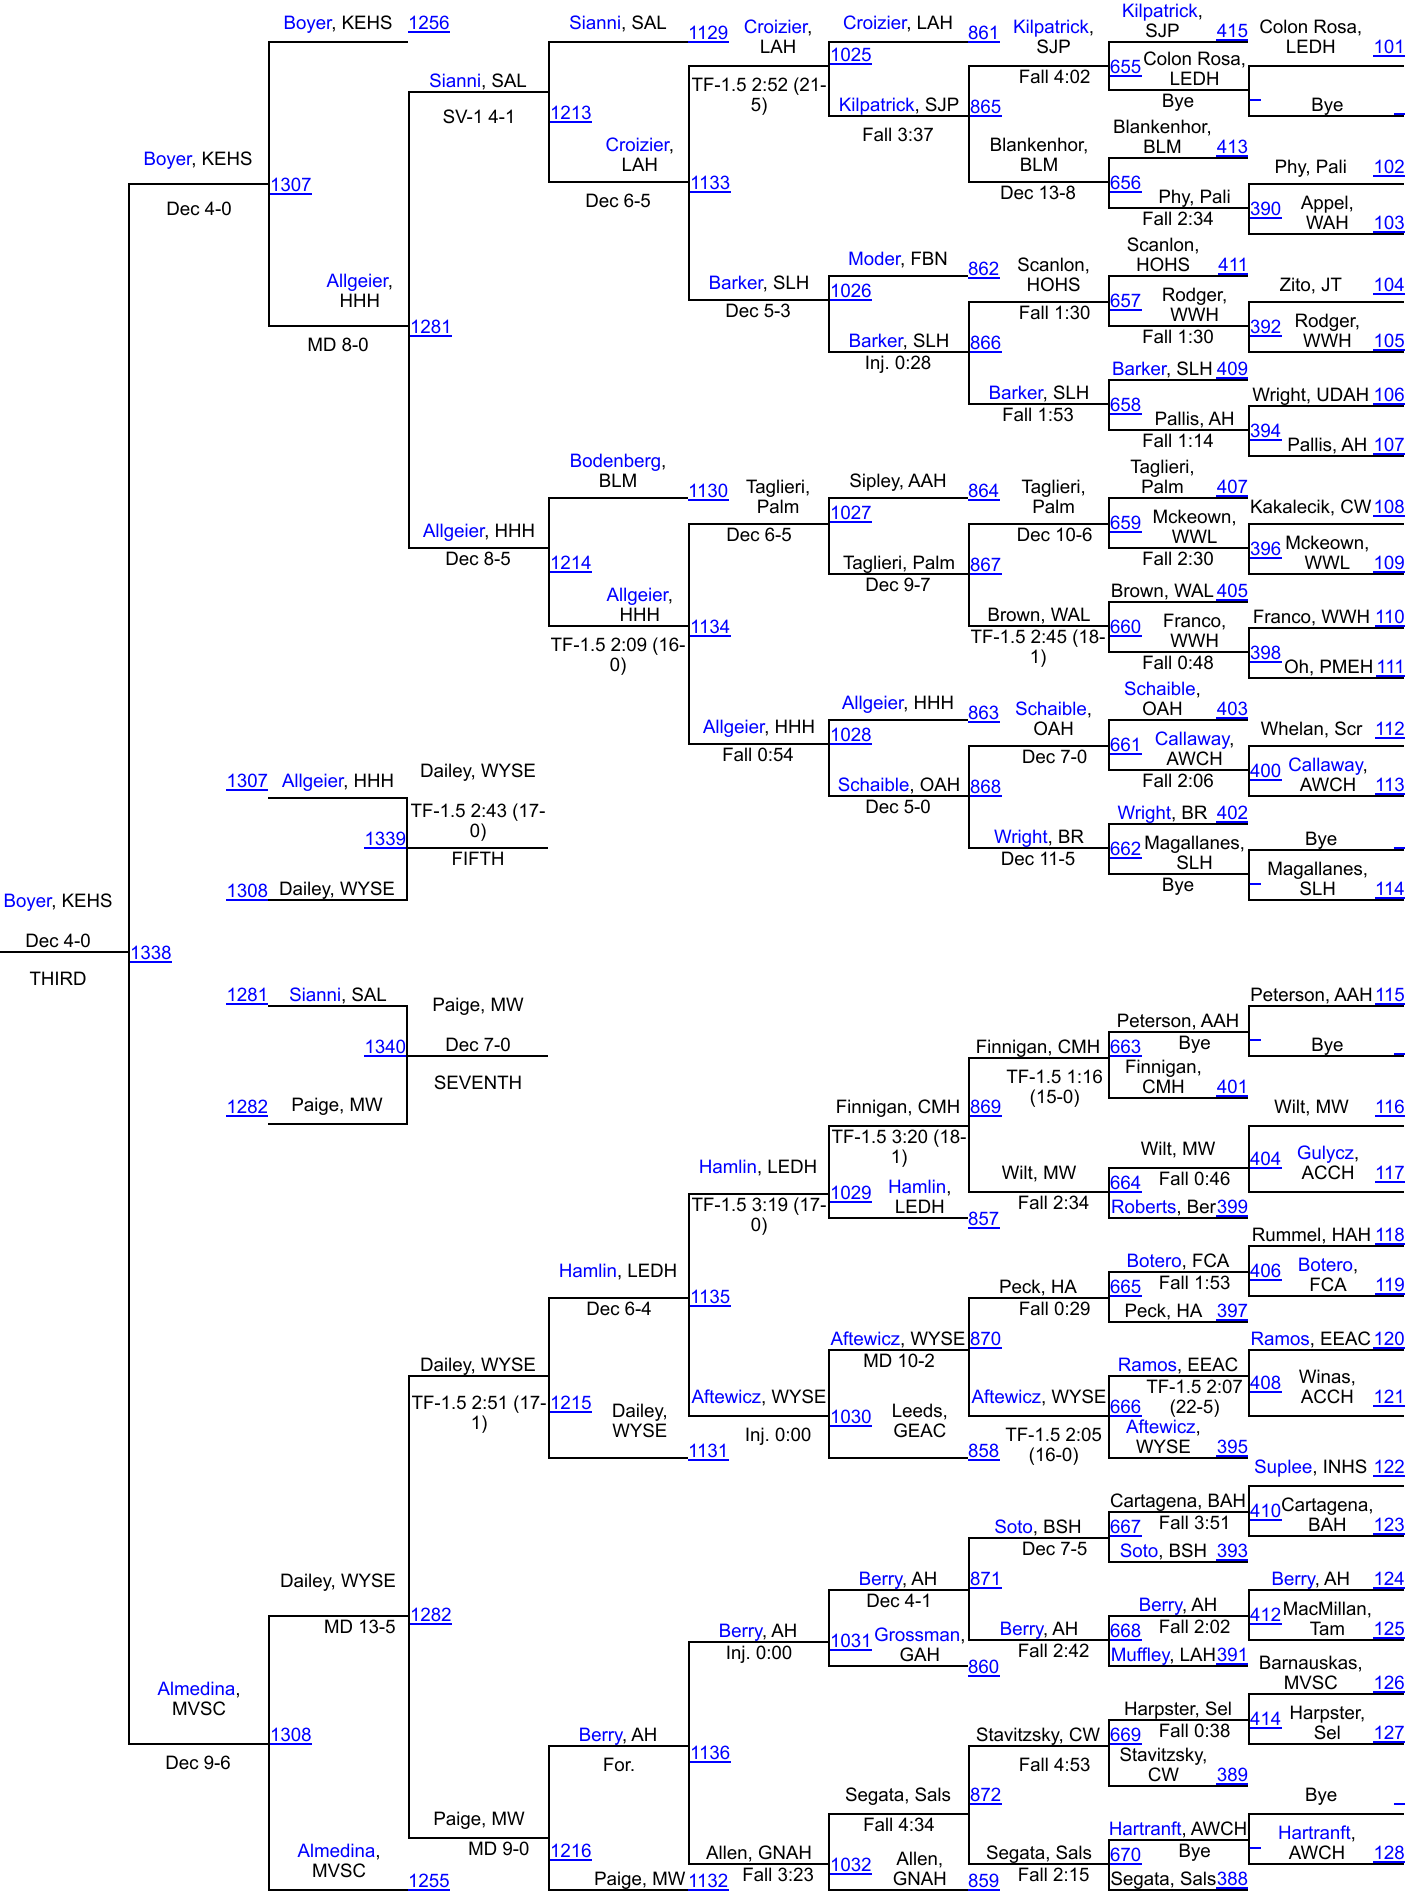 Boyer, KEHS 1256
Boyer, KEHS
Dec 4-0
1307
Allgeier,
HHH
MD 8-0
Sianni, SAL
SV-1 4-1
1281
Allgeier, HHH
Dec 8-5
Sianni, SAL 1129
1213
Croizier,
LAH
Dec 6-5
Bodenberg,
BLM
1130
1214
Allgeier,
HHH
TF-1.5 2:09 (16-
0)
Croizier,
LAH
TF-1.5 2:52 (21-
5)
1133
Barker, SLH
Dec 5-3
Taglieri,
Palm
Dec 6-5
1134
Allgeier, HHH
Fall 0:54
Croizier, LAH 861
1025
Kilpatrick, SJP
Fall 3:37
Moder, FBN 862
1026
Barker, SLH
Inj. 0:28
Sipley, AAH 864
1027
Taglieri, Palm
Dec 9-7
Allgeier, HHH 863
1028
Schaible, OAH
Dec 5-0
Kilpatrick,
SJP
Fall 4:02
865
Blankenhor,
BLM
Dec 13-8
Scanlon,
HOHS
Fall 1:30
866
Barker, SLH
Fall 1:53
Taglieri,
Palm
Dec 10-6
867
Brown, WAL
TF-1.5 2:45 (18-
1)
Schaible,
OAH
Dec 7-0
868
Wright, BR
Dec 11-5
Kilpatrick,
SJP 415
655 Colon Rosa,
LEDH
Bye
Blankenhor,
BLM 413
656
Phy, Pali
Fall 2:34
Scanlon,
HOHS 411
657 Rodger,
WWH
Fall 1:30
Barker, SLH 409
658
Pallis, AH
Fall 1:14
Taglieri,
Palm 407
659 Mckeown,
WWL
Fall 2:30
Brown, WAL 405
660 Franco,
WWH
Fall 0:48
Schaible,
OAH 403
661 Callaway,
AWCH
Fall 2:06
Wright, BR 402
662 Magallanes,
SLH
Bye
Colon Rosa,
LEDH 101
Bye
Phy, Pali 102
390 Appel,
WAH 103
Zito, JT 104
392 Rodger,
WWH 105
Wright, UDAH 106
394
Pallis, AH 107
Kakalecik, CW 108
396 Mckeown,
WWL 109
Franco, WWH 110
398
Oh, PMEH 111
Whelan, Scr 112
400 Callaway,
AWCH 113
Bye
Magallanes,
SLH 114
1307 Allgeier, HHH
Dailey, WYSE
TF-1.5 2:43 (17-
0)
1339
FIFTH
1308 Dailey, WYSE
Boyer, KEHS
Dec 4-0
1338
THIRD
1281 Sianni, SAL
Paige, MW
1340
Dec 7-0
SEVENTH
1282 Paige, MW
Almedina,
MVSC
Dec 9-6
1308
Dailey, WYSE
MD 13-5
Almedina,
MVSC
1255
Dailey, WYSE
TF-1.5 2:51 (17-
1)
1282
Paige, MW
MD 9-0
Hamlin, LEDH
Dec 6-4
1215
Dailey,
WYSE
1131
Berry, AH
For.
1216
Paige, MW 1132
Hamlin, LEDH
TF-1.5 3:19 (17-
0)
1135
Aftewicz, WYSE
Inj. 0:00
Berry, AH
Inj. 0:00
1136
Allen, GNAH
Fall 3:23
Finnigan, CMH
TF-1.5 3:20 (18-
1)
1029 Hamlin,
LEDH
857
Aftewicz, WYSE
MD 10-2
1030 Leeds,
GEAC
858
Berry, AH
Dec 4-1
1031 Grossman,
GAH
860
Segata, Sals
Fall 4:34
1032 Allen,
GNAH 859
Finnigan, CMH
TF-1.5 1:16
(15-0)
869
Wilt, MW
Fall 2:34
Peck, HA
Fall 0:29
870
Aftewicz, WYSE
TF-1.5 2:05
(16-0)
Soto, BSH
Dec 7-5
871
Berry, AH
Fall 2:42
Stavitzsky, CW
Fall 4:53
872
Segata, Sals
Fall 2:15
Peterson, AAH
663 Bye
Finnigan,
CMH 401
Wilt, MW
Fall 0:46
664
Roberts, Ber 399
Botero, FCA
Fall 1:53
665
Peck, HA 397
Ramos, EEAC
TF-1.5 2:07
(22-5)
666
Aftewicz,
WYSE 395
Cartagena, BAH
Fall 3:51
667
Soto, BSH 393
Berry, AH
Fall 2:02
668
Muffley, LAH 391
Harpster, Sel
Fall 0:38
669
Stavitzsky,
CW 389
Hartranft, AWCH
Bye
670
Segata, Sals 388
Peterson, AAH 115
Bye
Wilt, MW 116
404 Gulycz,
ACCH 117
Rummel, HAH 118
406 Botero,
FCA 119
Ramos, EEAC 120
408 Winas,
ACCH 121
Suplee, INHS 122
410 Cartagena,
BAH 123
Berry, AH 124
412 MacMillan,
Tam 125
Barnauskas,
MVSC 126
414 Harpster,
Sel 127
Bye
Hartranft,
AWCH 128